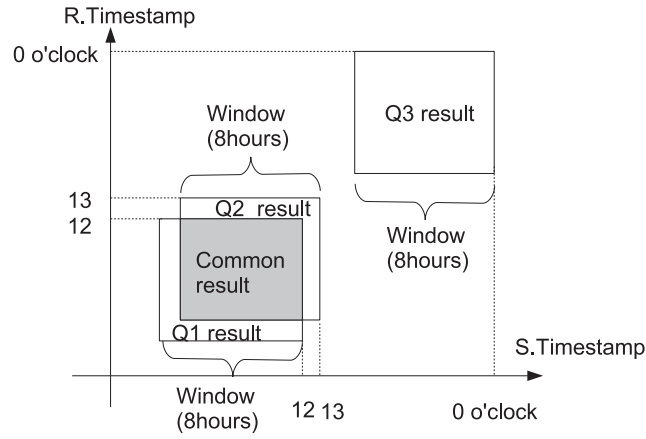 R.Timestamp
0 o'clock
Q3 result
Window
(8hours)
13
12
Q2 result
Window
(8hours)
Common
result
Q1 result
S.Timestamp
Window
(8hours)
12 13
0 o'clock